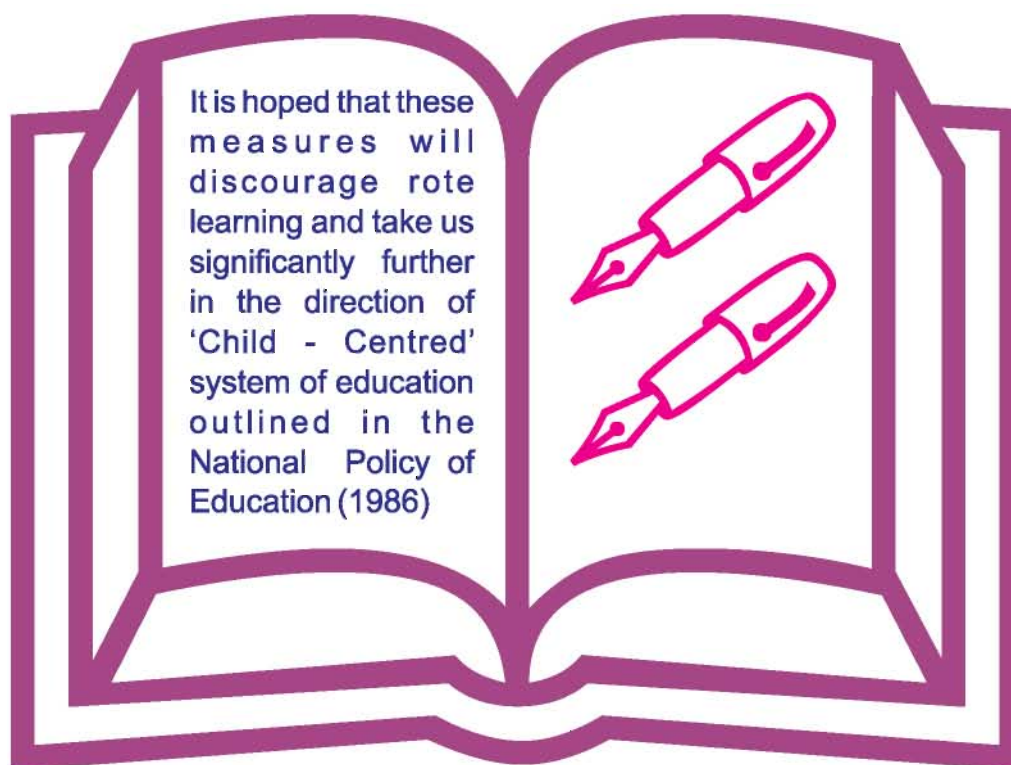 It is hoped that these
measures will
discourage rote
learning and take us
significantly further
in the direction of
‘Child - Centred’
system of education
outlined in the
National Policy of
Education (1986)